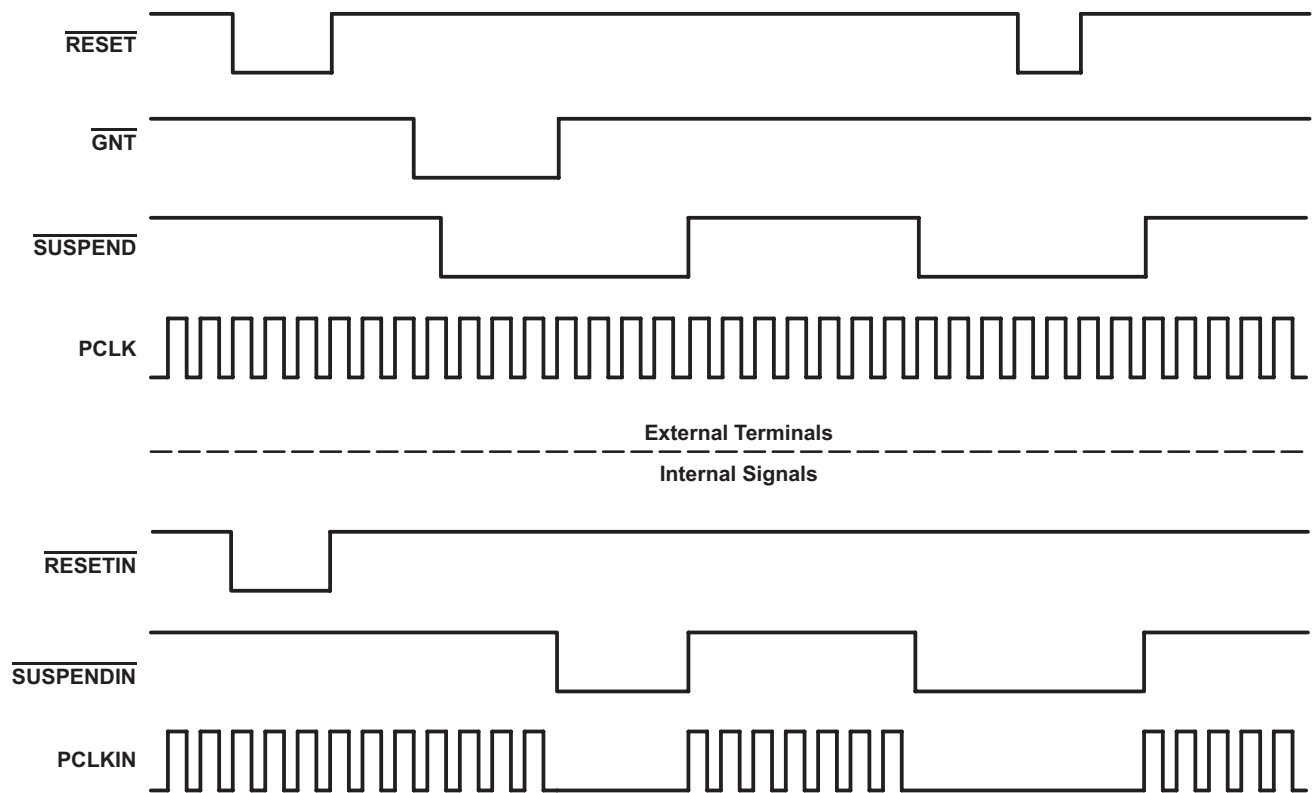 RESET
GNT
SUSPEND
PCLK
External Terminals
Internal Signals
RESETIN
SUSPENDIN
PCLKIN